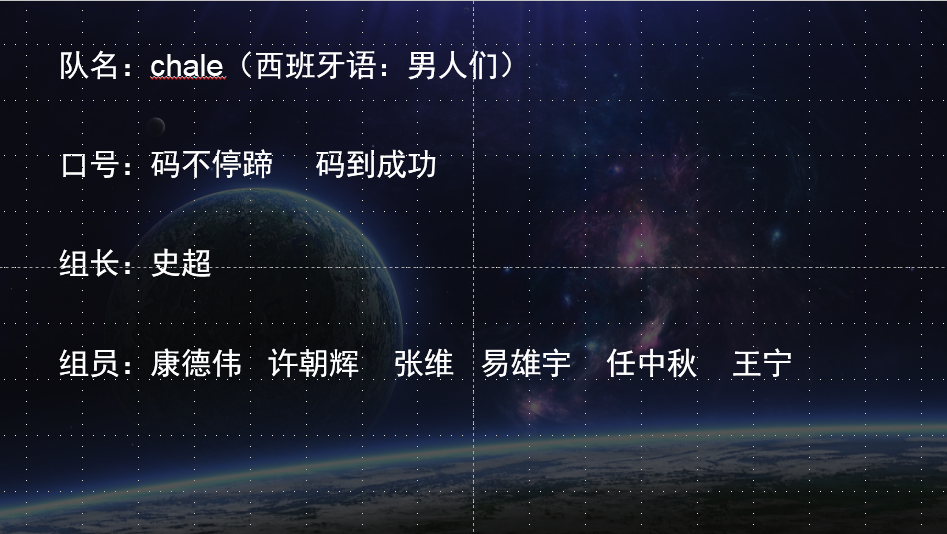 队名：chale（西班牙语：男人们）
口号：码不停蹄 码到成功
组长：史超
组员：康德伟 许朝辉 张维 易雄宇 任中秋 王宁